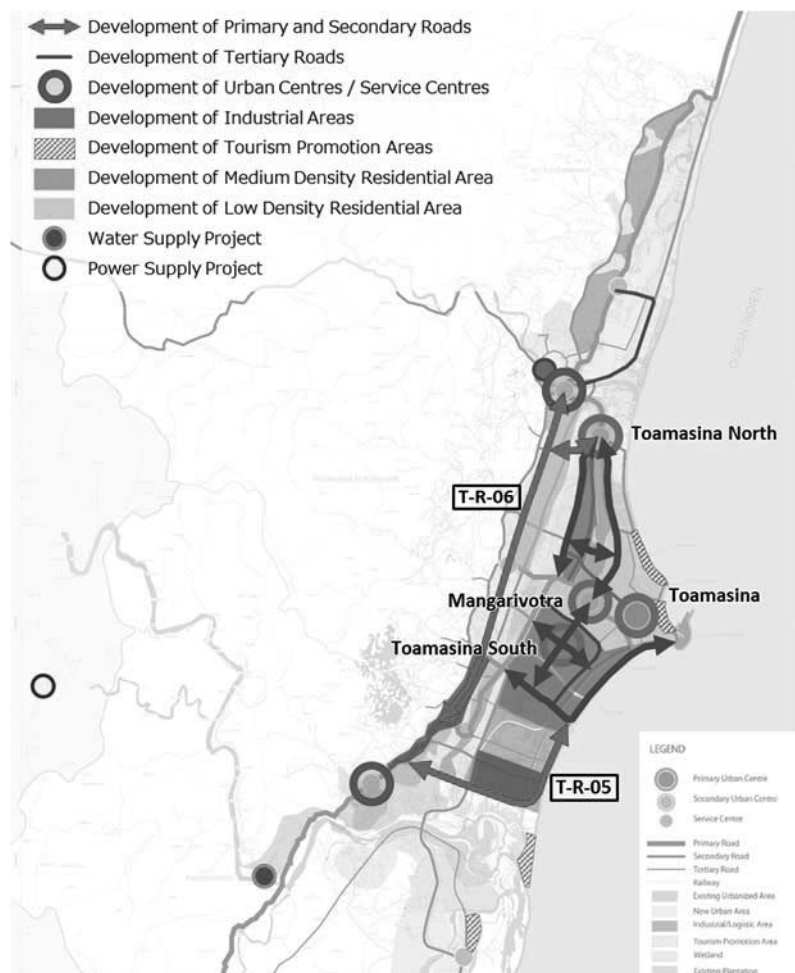 Development of Primary and Secondary Roads
Development of Tertiary Roads
Development of Urban Centres / Service Centres
Development of Industrial Areas
Development of Tourism Promotion Areas
Development of Medium Density Residential Area
Development of Low Density Residential Area
Water Supply Project
Power Supply Project
OCEAN INDIEN
Toamasina North
T-R-06
Mangarivotra
Toamasina
Toamasina South
T-R-05
LEGEND
Primary Urban Centre
Secondary Urban Centre
Service Centre
Primary Road
Secondary Road
Tertiary Road
Railway
Existing Urbanized Area
New Urban Area
Industrial/Logistic Area
Tourism Promotion Area
Wetland
Existing Plantation